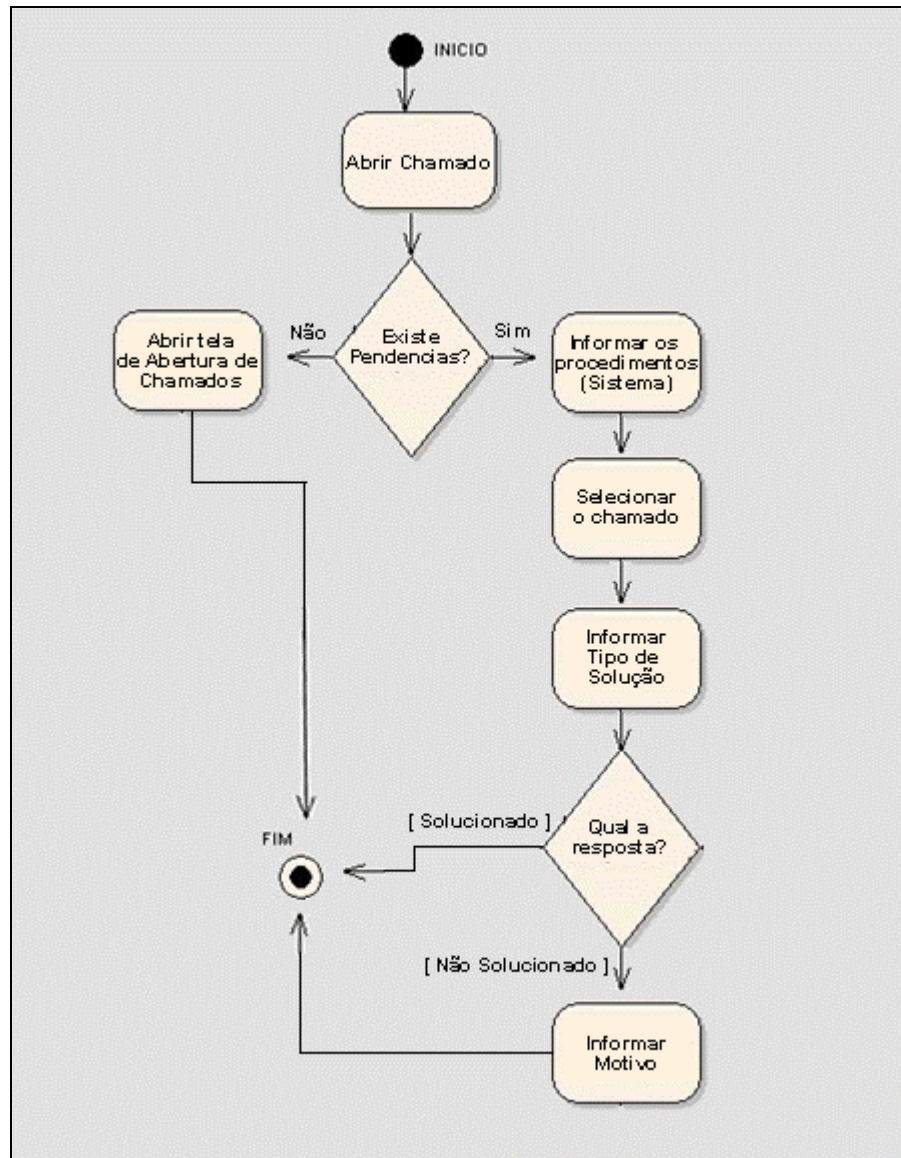 INICIO
Abrir Chamado
Existe
Pendencias?
Não [
Sim
Abrir tela
de Abertura de
Chamados
Informar os
procedimentos
(Sistema)
Selecionar
o chamado
Informar
Tipo de
Solução
Qual a
resposta?
[ Solucionado ]
FIM
[ Não Solucionado ]
Informar
Motivo